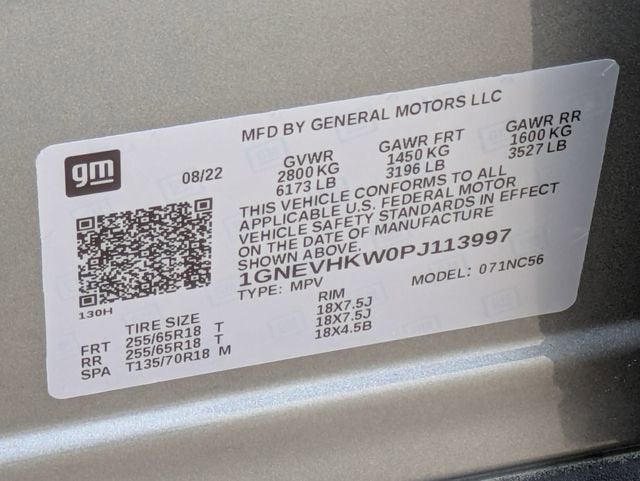 MFD BY GENERAL MOTORS LLC
gm
08/22
GVWR GAWR FRT GAWR RR
2800 KG 1450 KG 1600 KG
6173 LB 3196 LB 3527 LB
THIS VEHICLE CONFORMS TO ALL
APPLICABLE U.S. FEDERAL MOTOR
VEHICLE SAFETY STANDARDS IN EFFECT
ON THE DATE OF MANUFACTURE
SHOWN ABOVE.
1GNEVHKW0PJ113997
TYPE: MPV MODEL: 071NC56
130H
TIRE SIZE RIM
FRT 255/65R18 T 18X7.5J
RR 255/65R18 T 18X7.5J
SPA T135/70R18 M 18X4.5B